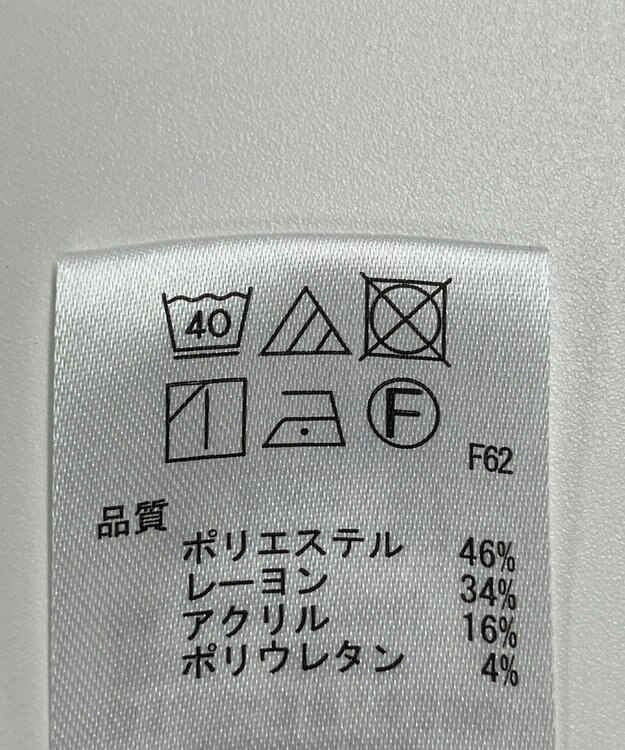 40
F
F62
品質
ポリエステル 46%
レーヨン 34%
アクリル 16%
ポリウレタン 4%